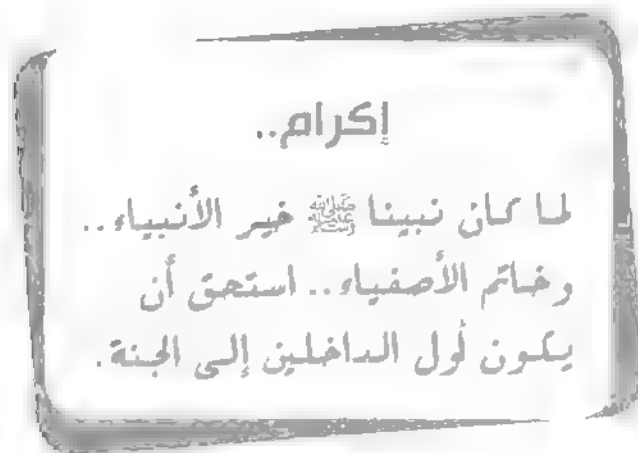 إكرام..
لما كان نبينا ﷺ خير الأنبياء..
وخاتم الأصفياء.. استحق أن
يكون أول الداخلين إلى الجنة.